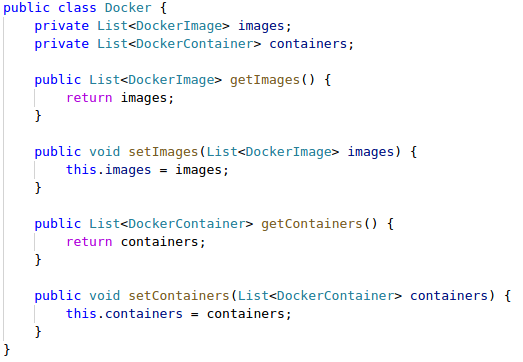 public class Docker {
    private List<DockerImage> images;
    private List<DockerContainer> containers;

    public List<DockerImage> getImages() {
        return images;
    }

    public void setImages(List<DockerImage> images) {
        this.images = images;
    }

    public List<DockerContainer> getContainers() {
        return containers;
    }

    public void setContainers(List<DockerContainer> containers) {
        this.containers = containers;
    }
}